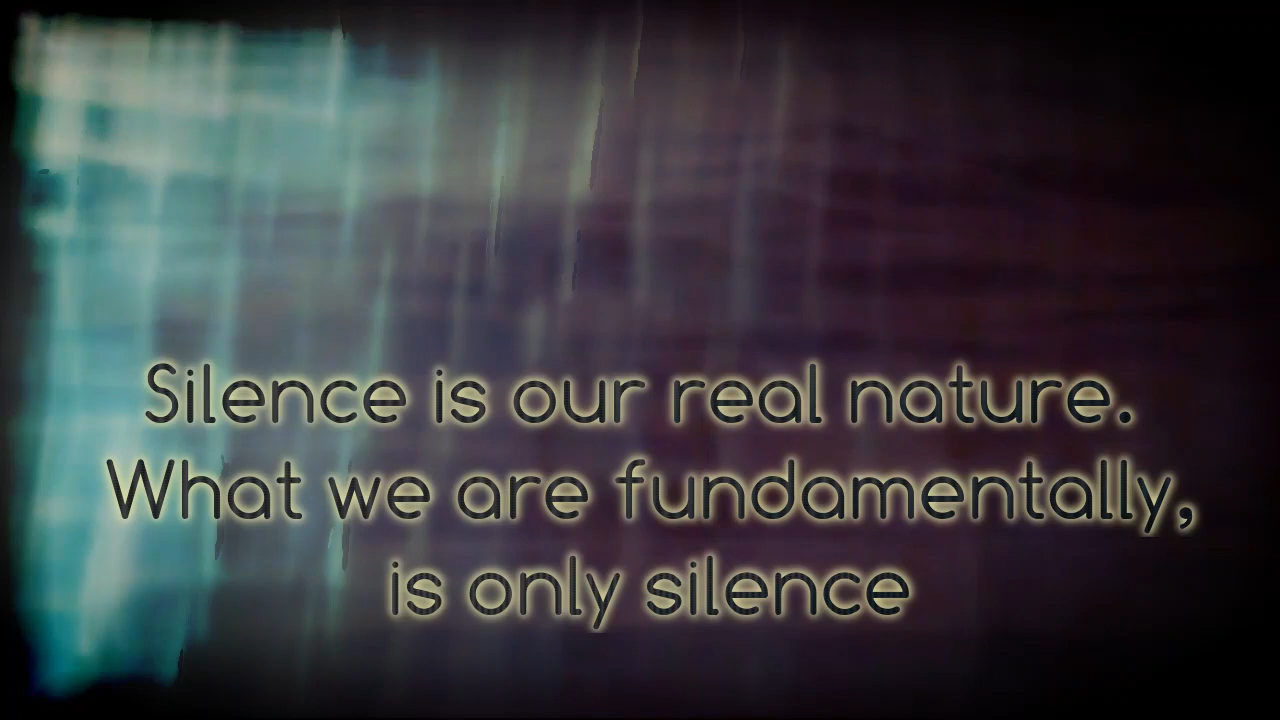 Silence is our real nature.
What we are fundamentally,
is only silence